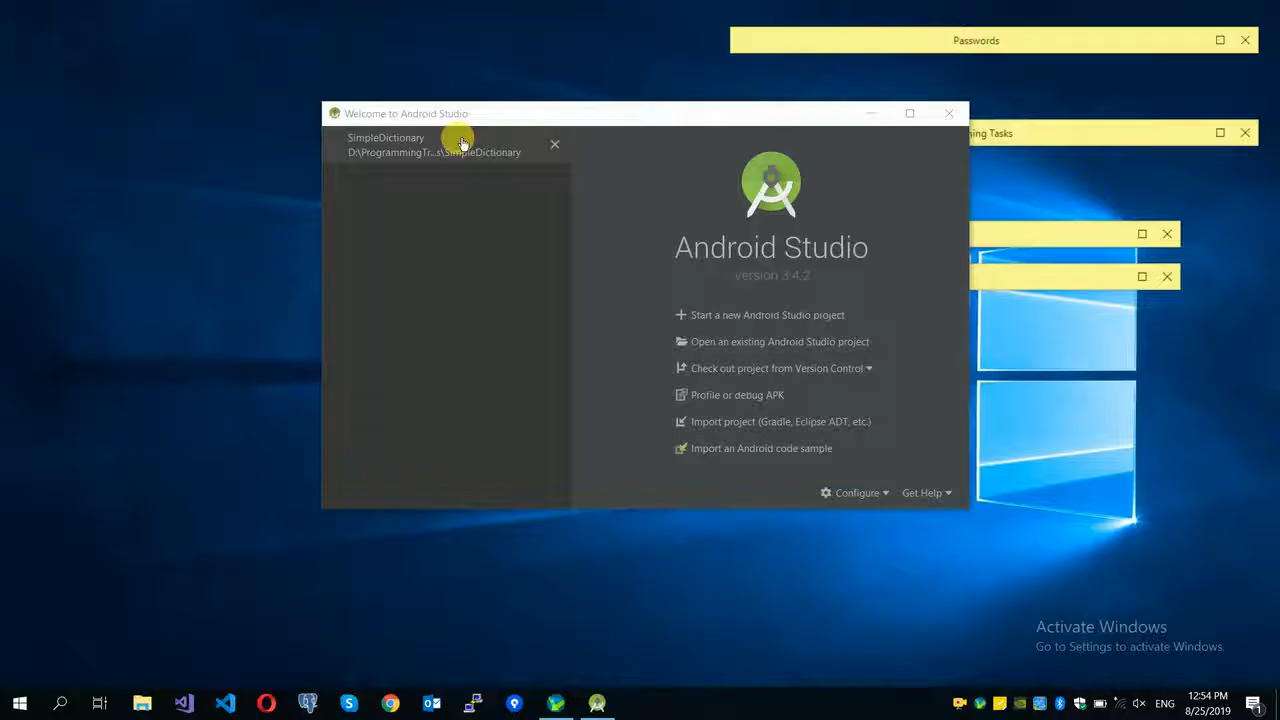 Passwords
Welcome to Android Studio
SimpleDictionary
D:\ProgrammingTr...s\SimpleDictionary
ning Tasks
Android Studio
version 3.4.2
Start a new Android Studio project
Open an existing Android Studio project
Check out project from Version Control
Profile or debug APK
Import project (Gradle, Eclipse ADT, etc.)
Import an Android code sample
Configure
Get Help
Activate Windows
Go to Settings to activate Windows.
ENG
12:54 PM
8/25/2019
1